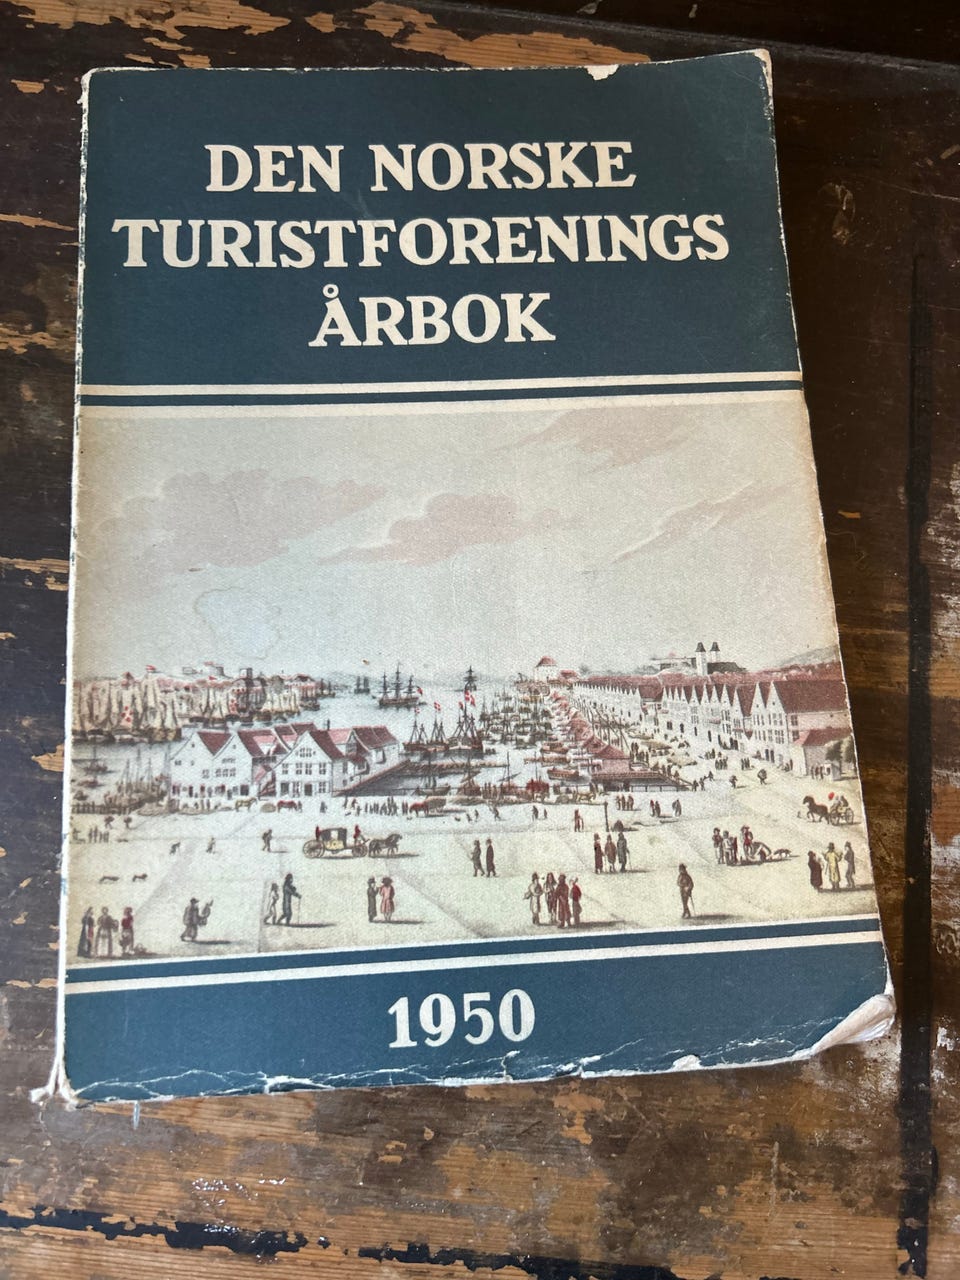 DEN NORSKE
TURISTFORENINGS
ÅRBOK
1950